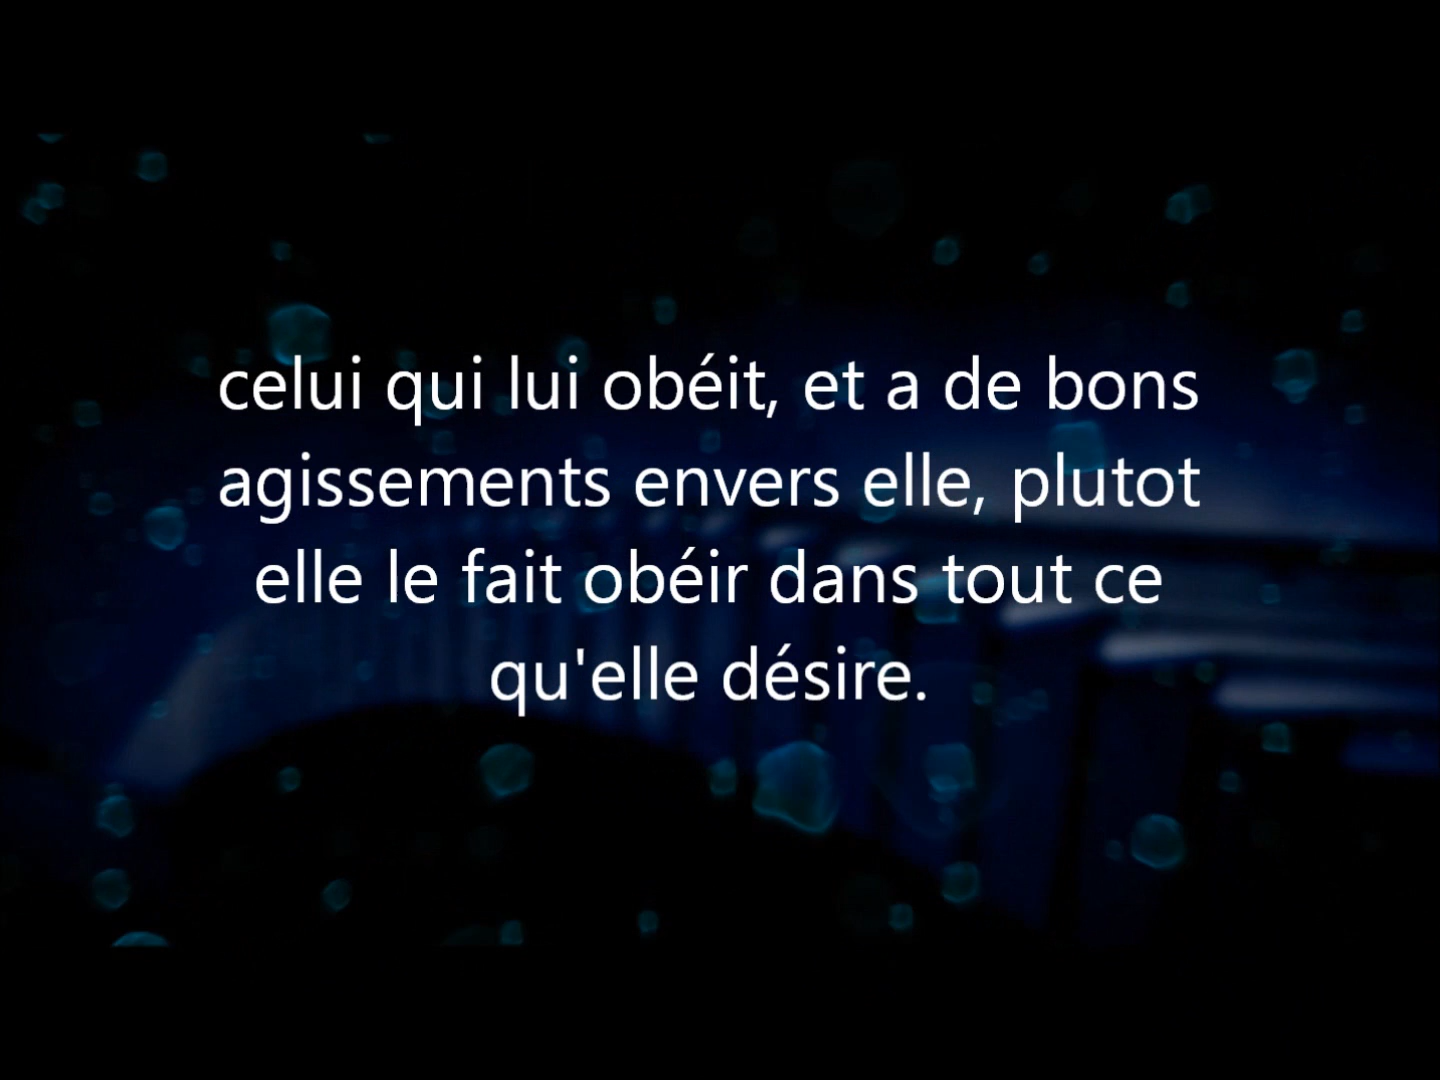 celui qui lui obéit, et a de bons
agissements envers elle, plutot
elle le fait obéir dans tout ce
qu'elle désire.